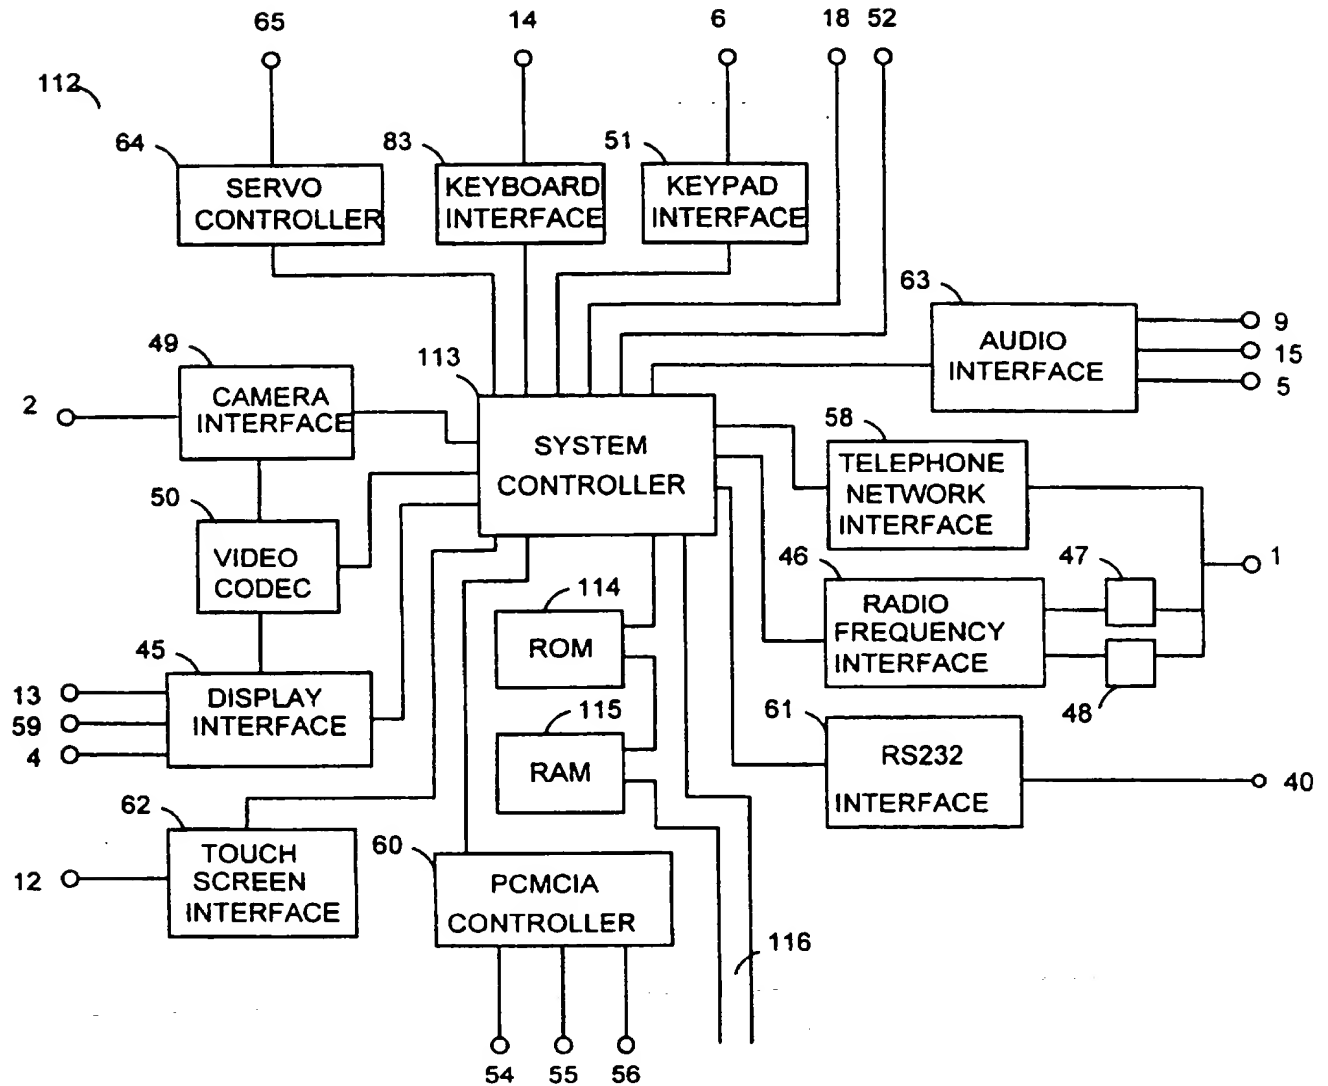 65
14
6
18 52
112
64
83
51
SERVO
CONTROLLER
KEYBOARD
INTERFACE
KEYPAD
INTERFACE
63
AUDIO
INTERFACE
9
15
5
49
113
CAMERA
INTERFACE
2
SYSTEM
CONTROLLER
58
TELEPHONE
NETWORK
INTERFACE
50
VIDEO
CODEC
46
47
1
RADIO
FREQUENCY
INTERFACE
48
114
ROM
45
DISPLAY
INTERFACE
13
59
4
115
RAM
61
RS232
INTERFACE
40
62
TOUCH
SCREEN
INTERFACE
12
60
PCMCIA
CONTROLLER
116
54
55
56